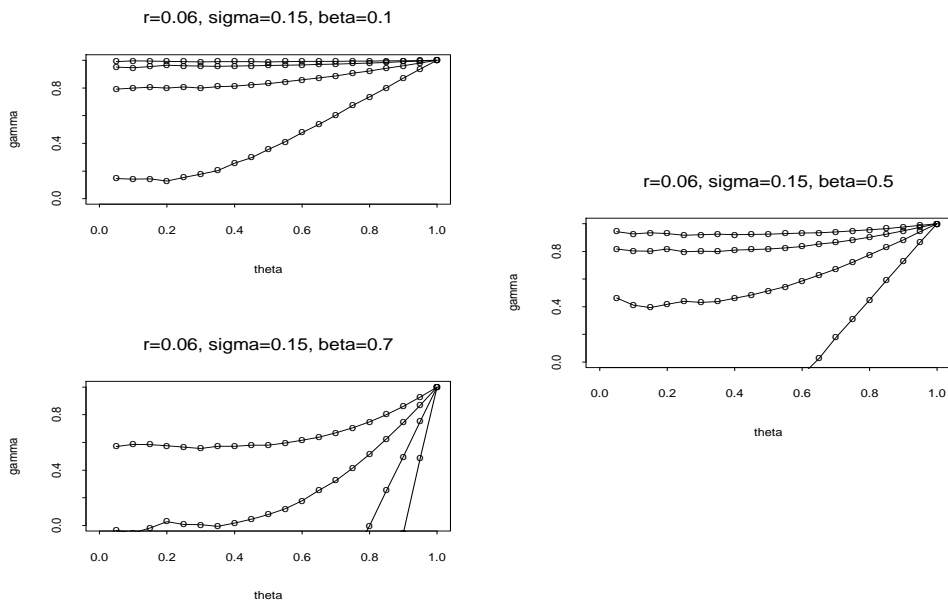 r=0.06, sigma=0.15, beta=0.1
gamma
0.0 0.4 0.8
0.0 0.2 0.4 0.6 0.8 1.0
theta
r=0.06, sigma=0.15, beta=0.5
gamma
0.0 0.4 0.8
0.0 0.2 0.4 0.6 0.8 1.0
theta
r=0.06, sigma=0.15, beta=0.7
gamma
0.0 0.4 0.8
0.0 0.2 0.4 0.6 0.8 1.0
theta